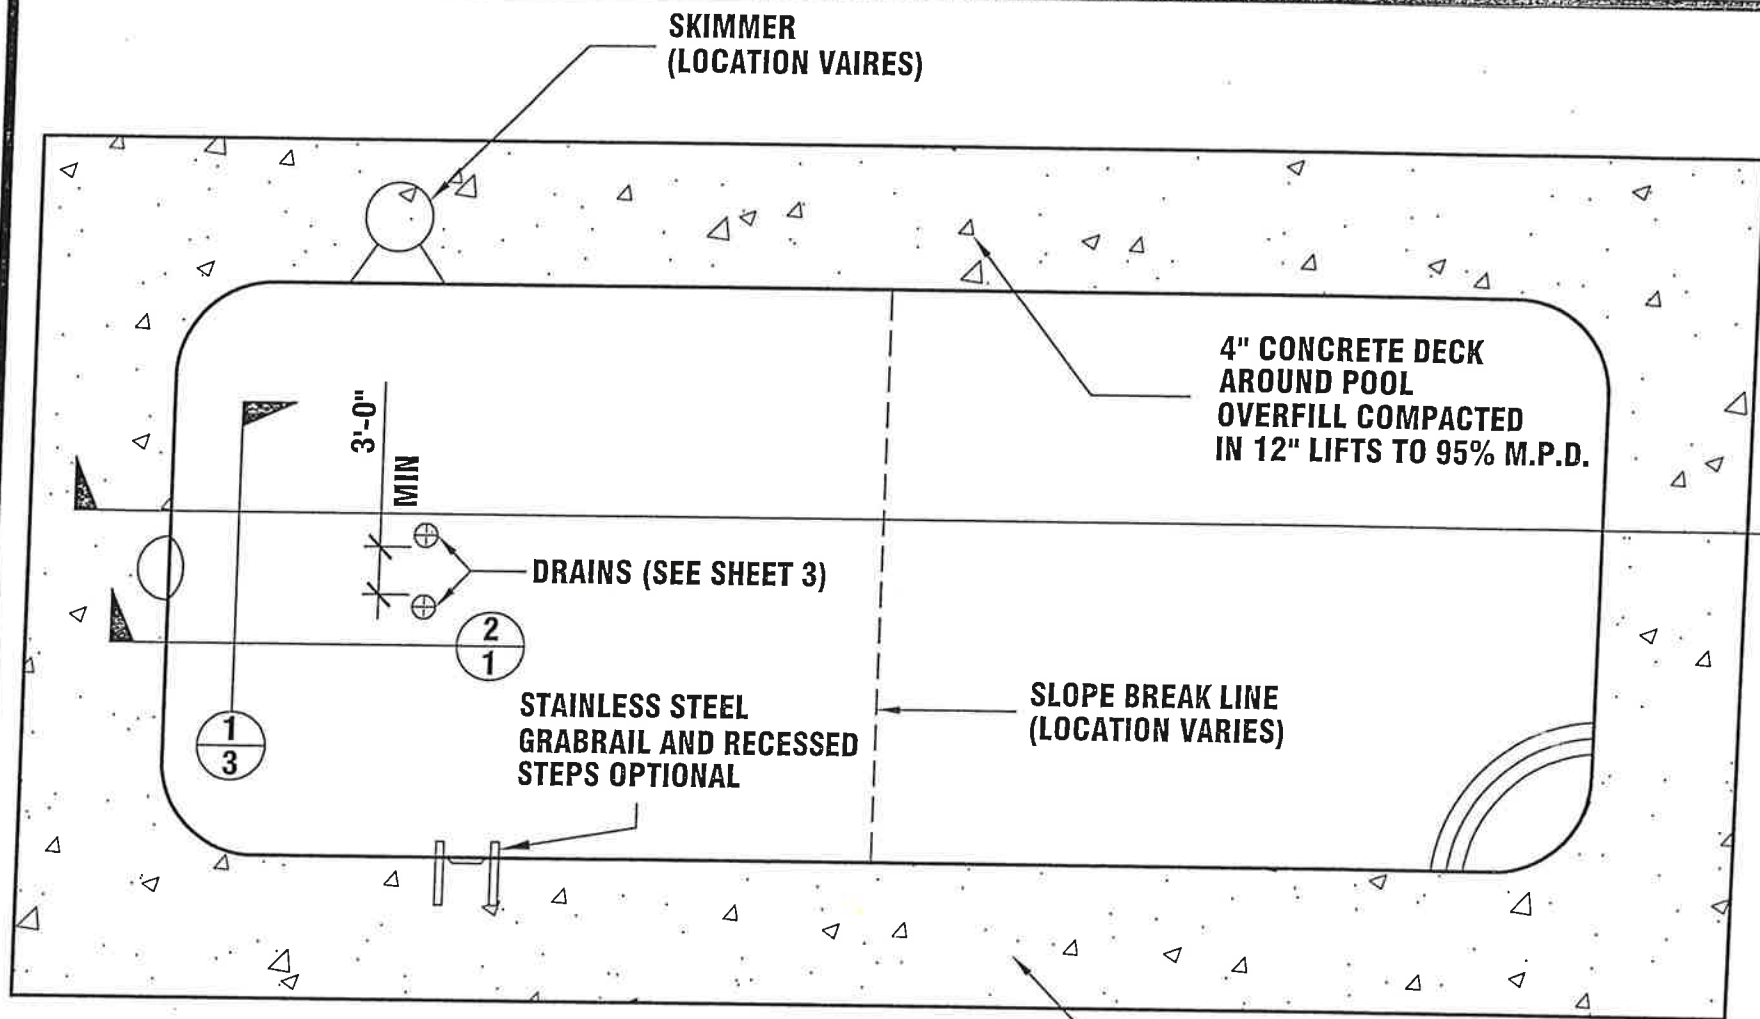 SKIMMER
(LOCATION VAIRES)
4" CONCRETE DECK
AROUND POOL
OVERFILL COMPACTED
IN 12" LIFTS TO 95% M.P.D.
3'-0"
MIN
DRAINS (SEE SHEET 3)
2
1
STAINLESS STEEL
GRABRAIL AND RECESSED
STEPS OPTIONAL
SLOPE BREAK LINE
(LOCATION VARIES)
1
3